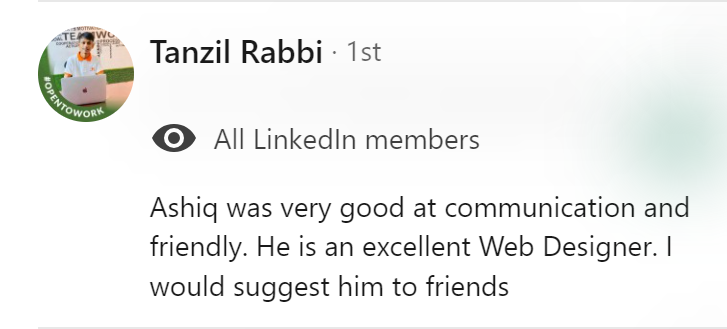 Tanzil Rabbi · 1st
#OPENTOWORK
All LinkedIn members
Ashiq was very good at communication and
friendly. He is an excellent Web Designer. I
would suggest him to friends